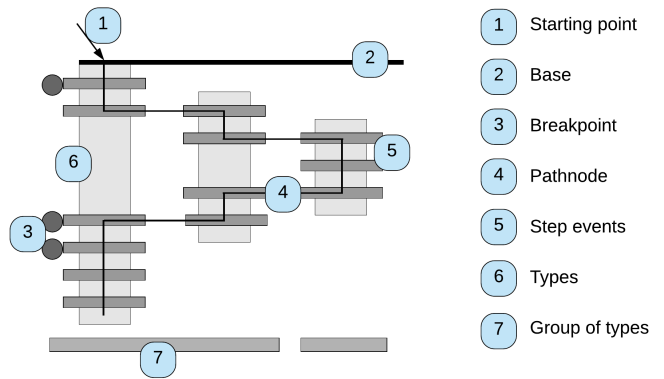 1
2
6
5
4
3
7
1 Starting point
2 Base
3 Breakpoint
4 Pathnode
5 Step events
6 Types
7 Group of types